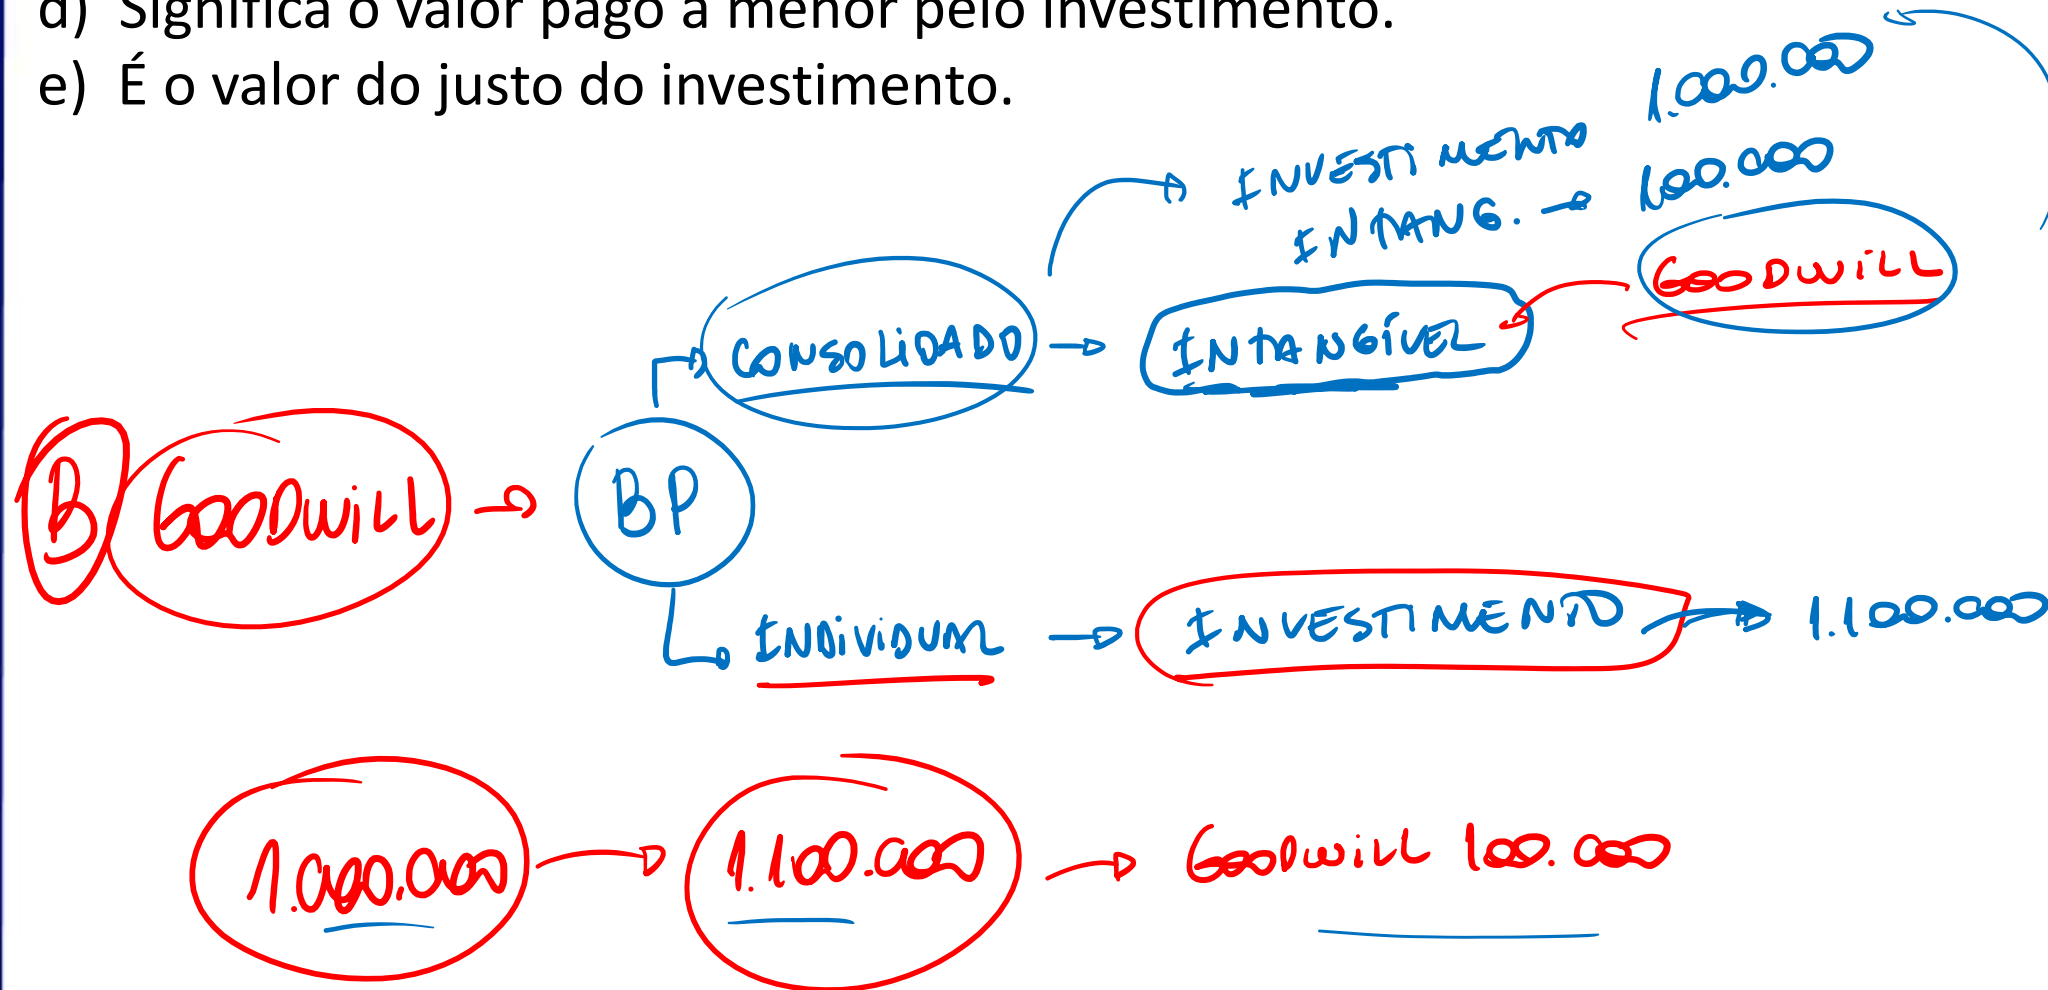 d) Significa o valor pago a menor pelo investimento.
e) É o valor do justo do investimento.
1.000.000
INVESTIMENTO
100.000
INTANG.
GOODWILL
CONSOLIDADO
INTANGÍVEL
B
GOODWILL
BP
INDIVIDUAL
INVESTIMENTO
1.100.000
1.000.000
1.100.000
GOODWILL 100.000